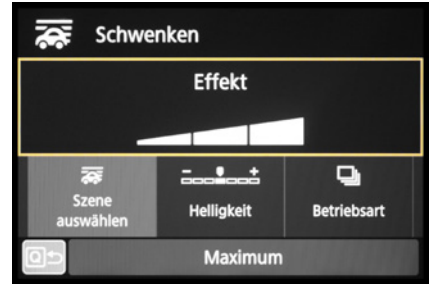 Schwenken
Effekt
Szene
auswählen
Helligkeit
Betriebsart
Q
Maximum